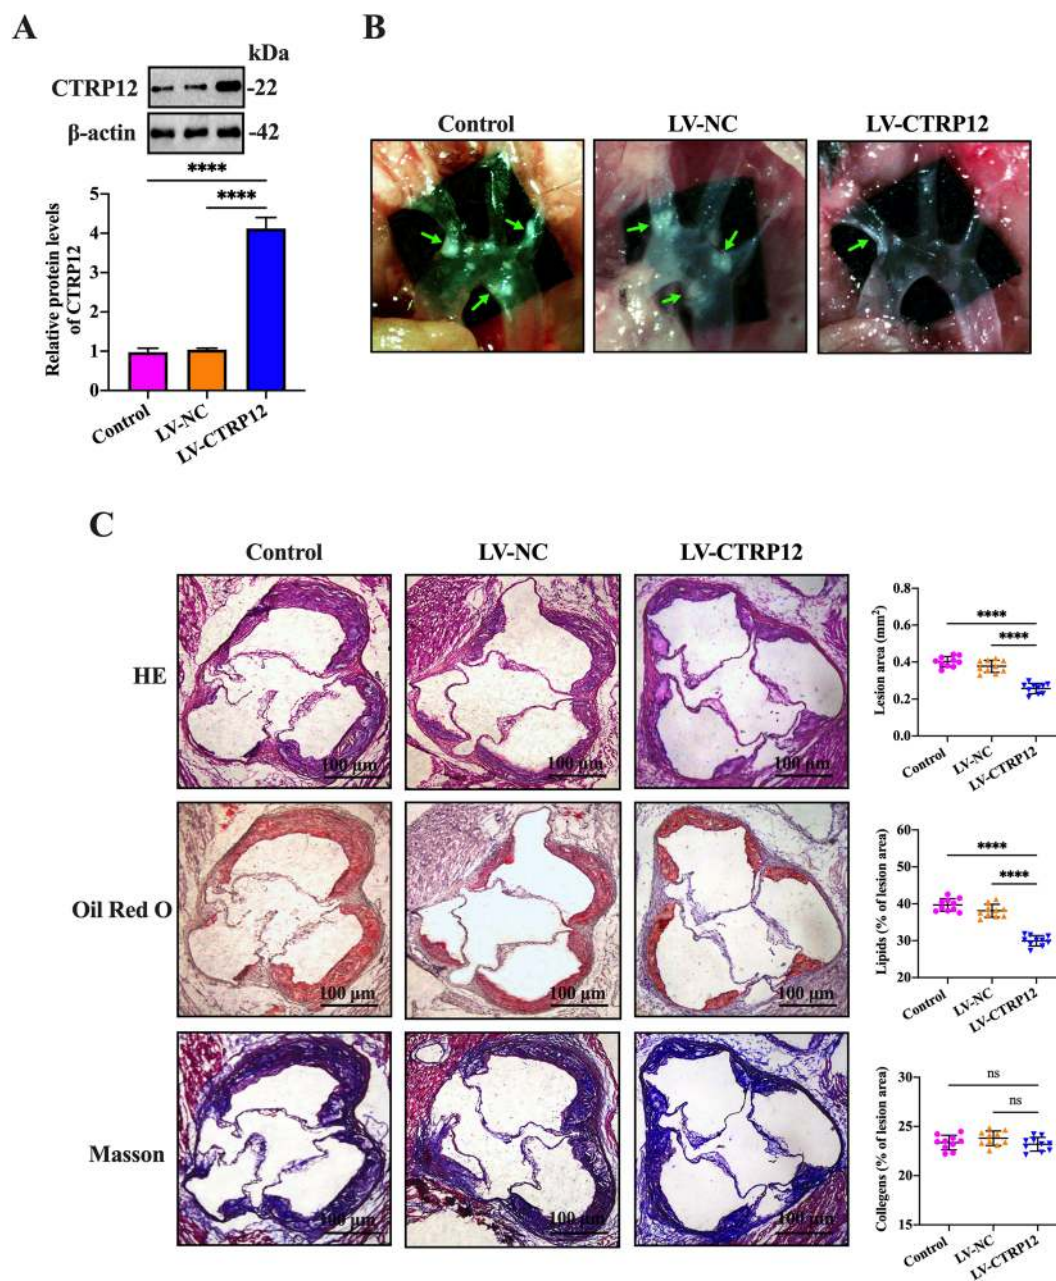 A
kDa
CTRP12
-22
β-actin
-42
****
****
Relative protein levels
of CTRP12
5
4
3
2
1
0
Control
LV-NC
LV-CTRP12
B
Control
LV-NC
LV-CTRP12
C
Control
LV-NC
LV-CTRP12
HE
100 μm
100 μm
100 μm
Lesion area (mm²)
0.8
0.6
0.4
0.2
0.0
****
****
Control
LV-NC
LV-CTRP12
Oil Red O
100 μm
100 μm
100 μm
Lipids (% of lesion area)
60
50
40
30
20
****
****
Control
LV-NC
LV-CTRP12
Masson
100 μm
100 μm
100 μm
Collegens (% of lesion area)
30
25
20
15
ns
ns
Control
LV-NC
LV-CTRP12